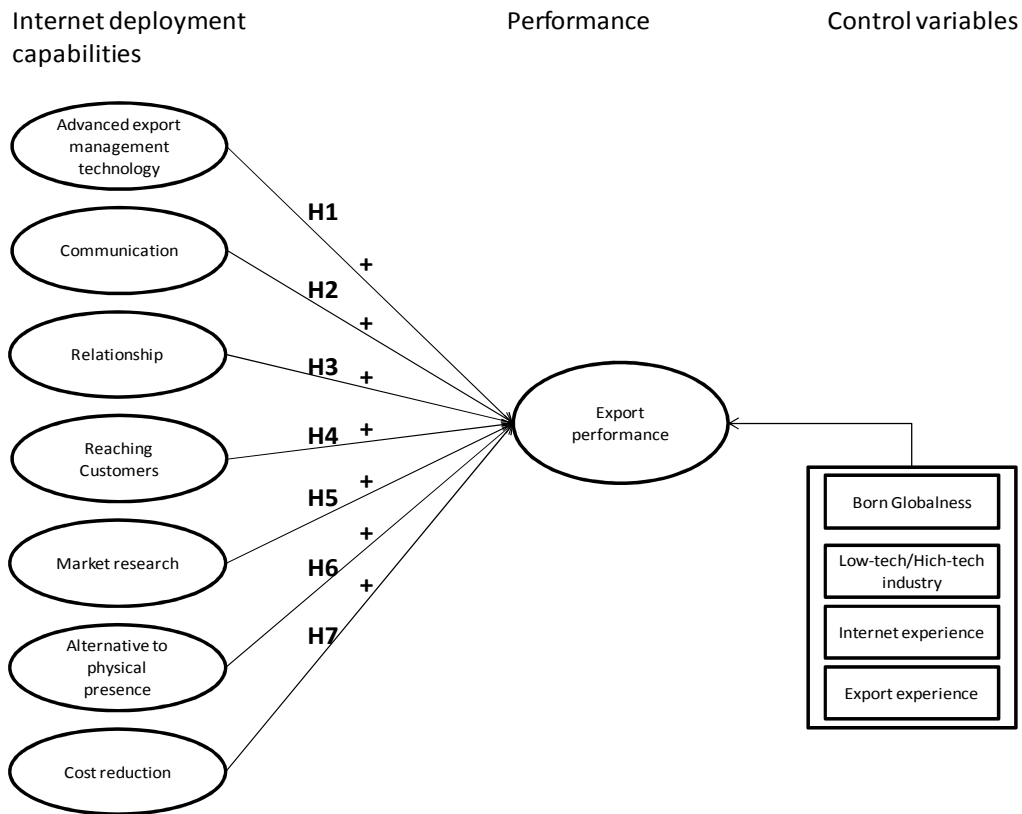 Internet deployment
capabilities
Performance
Control variables
Advanced export
management
technology
H1
+
Communication
H2
+
Relationship
H3
+
Reaching
Customers
H4
+
Market research
H5
+
Alternative to
physical
presence
H6
+
Cost reduction
H7
+
Export
performance
Born Globalness
Low-tech/Hich-tech
industry
Internet experience
Export experience